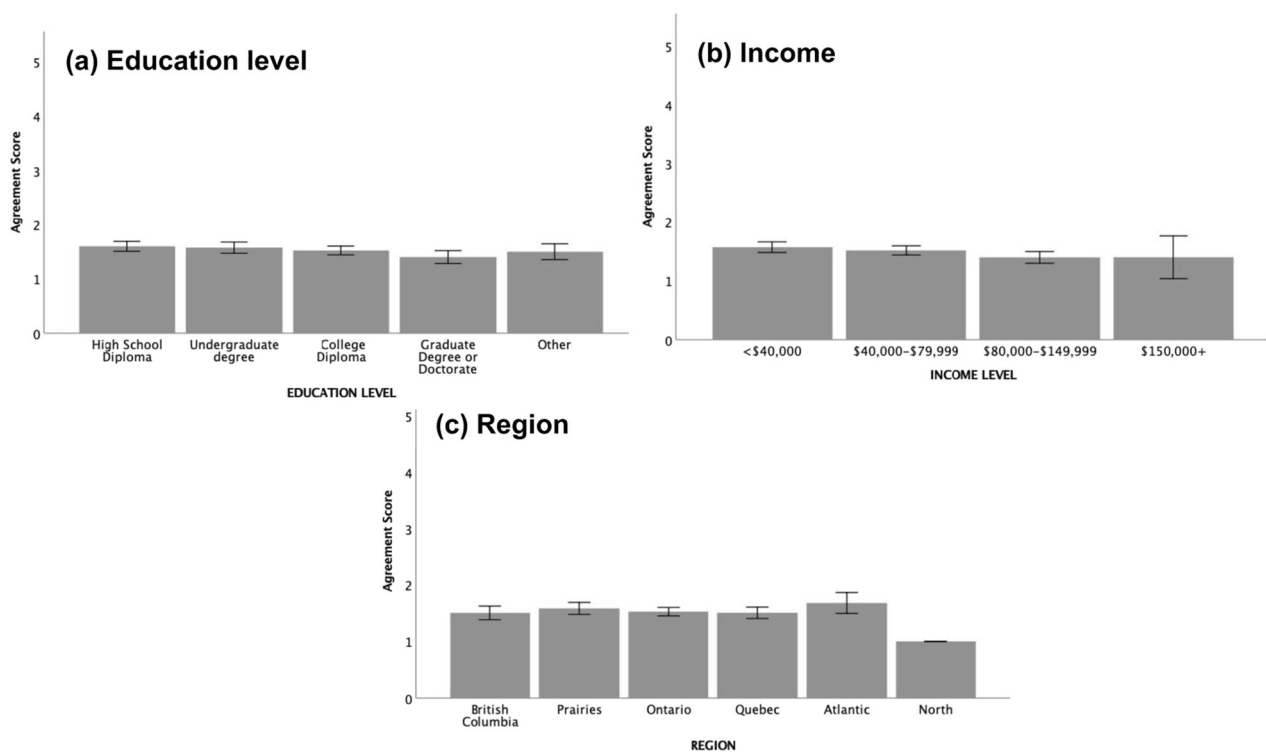 (a) Education level
Agreement Score
5
4
3
2
1
0
High School
Diploma
Undergraduate
degree
College
Diploma
Graduate
Degree or
Doctorate
Other
EDUCATION LEVEL
(b) Income
Agreement Score
5
4
3
2
1
0
<$40,000
$40,000–$79,999
$80,000–$149,999
$150,000+
INCOME LEVEL
(c) Region
Agreement Score
5
4
3
2
1
0
British
Columbia
Prairies
Ontario
Quebec
Atlantic
North
REGION